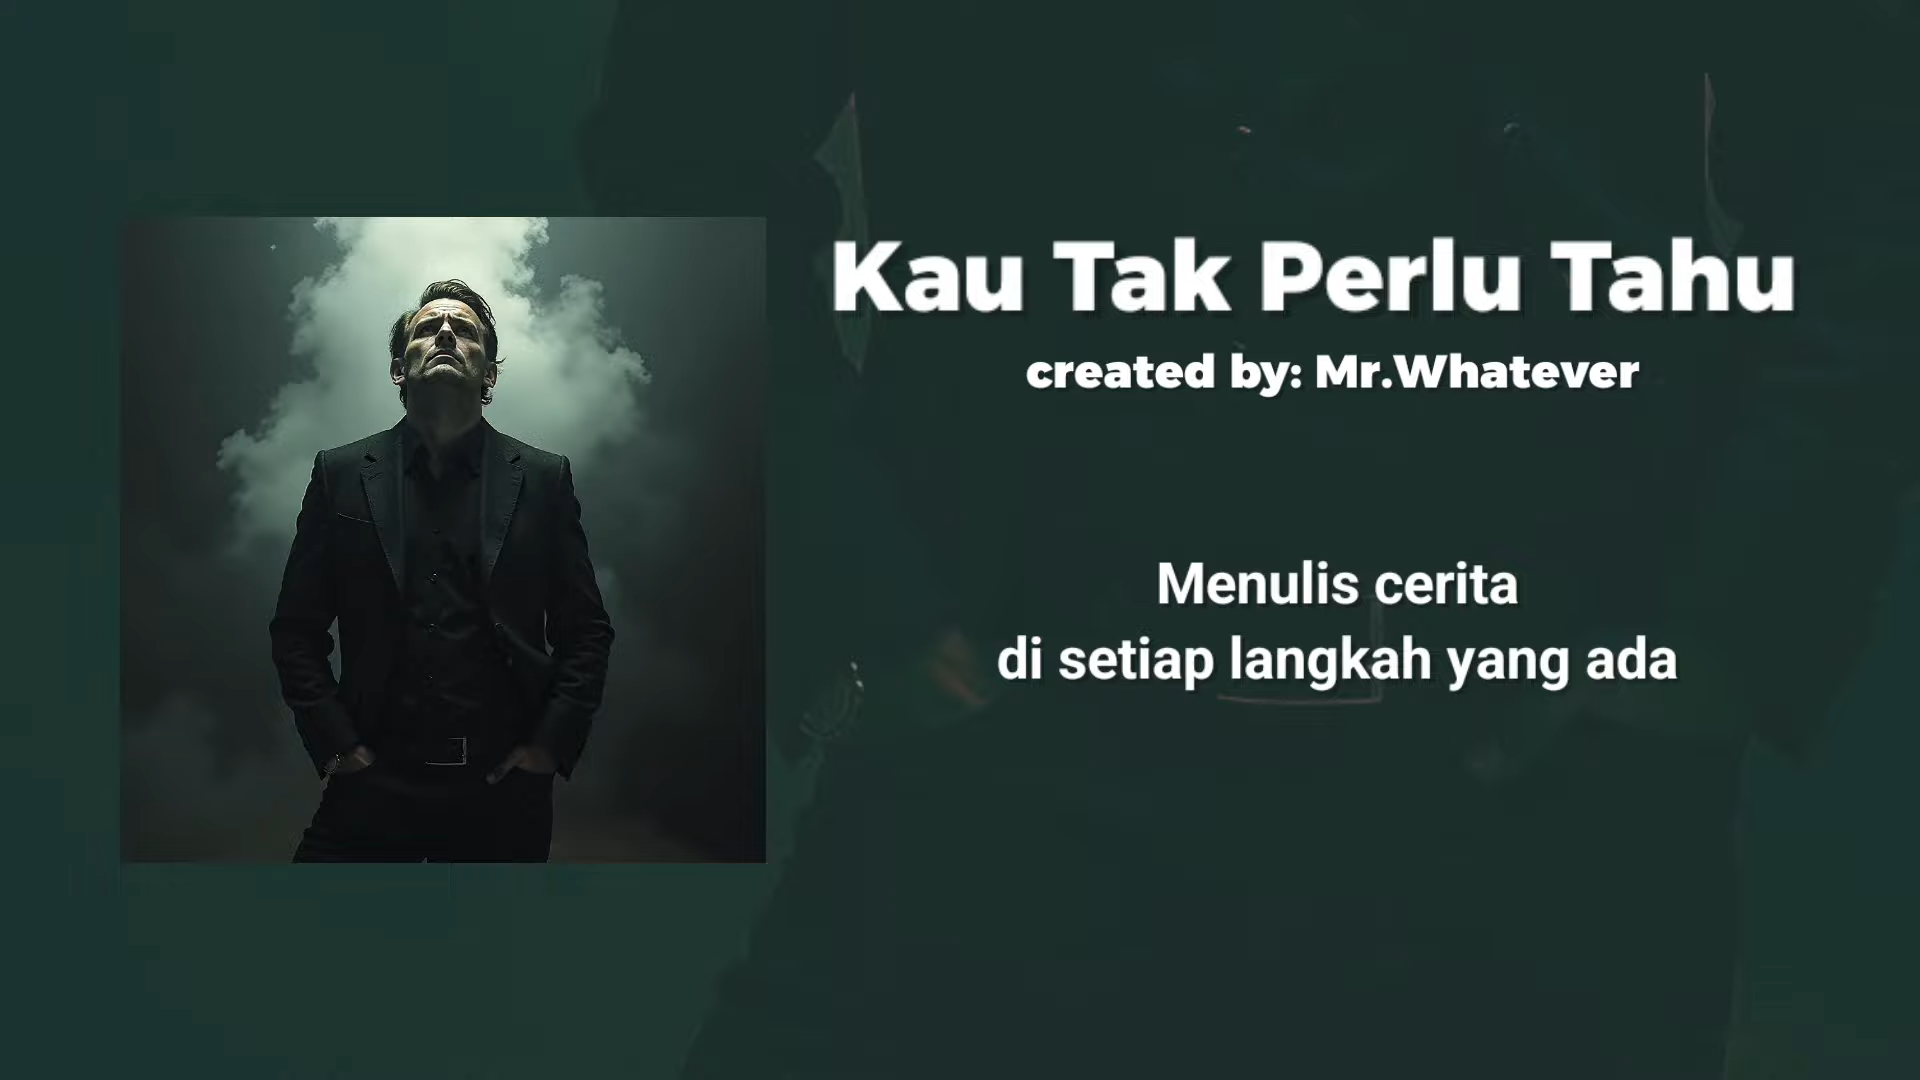 Kau Tak Perlu Tahu
created by: Mr.Whatever
Menulis cerita
di setiap langkah yang ada